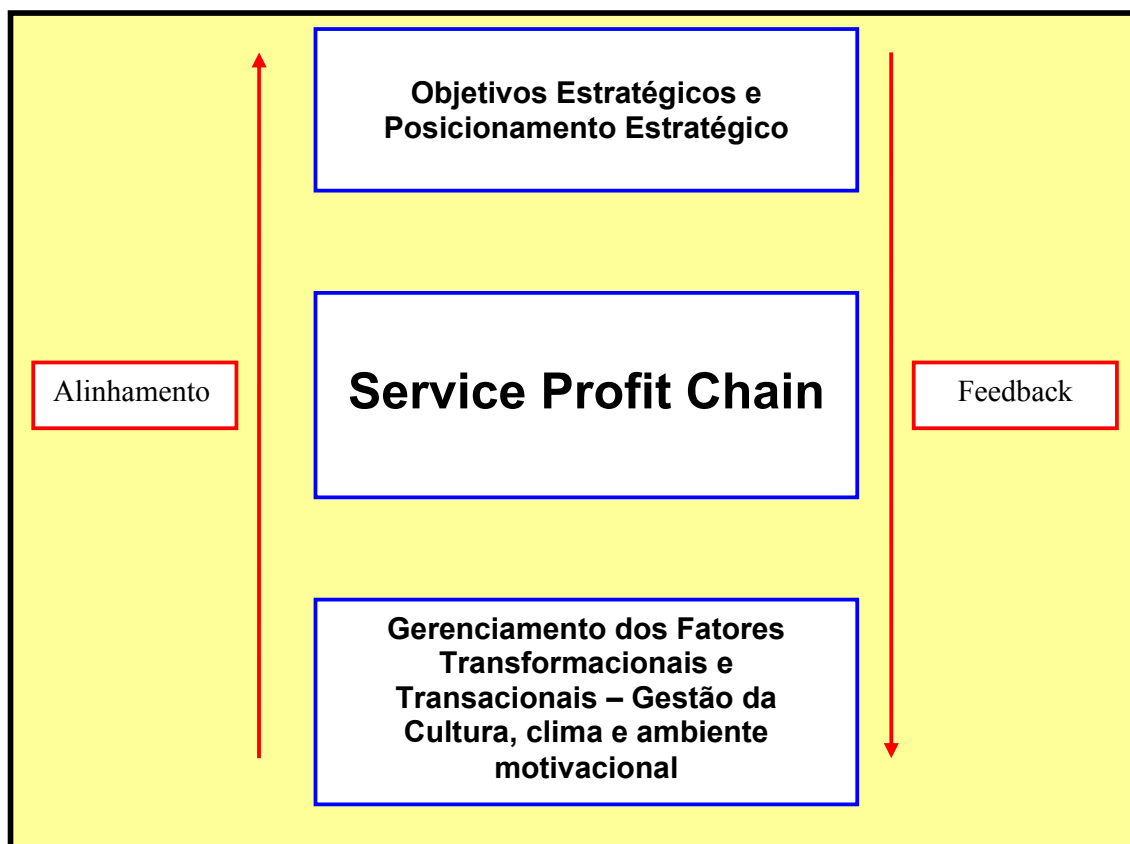 Objetivos Estratégicos e
Posicionamento Estratégico
Alinhamento
Service Profit Chain
Feedback
Gerenciamento dos Fatores
Transformacionais e
Transacionais – Gestão da
Cultura, clima e ambiente
motivacional